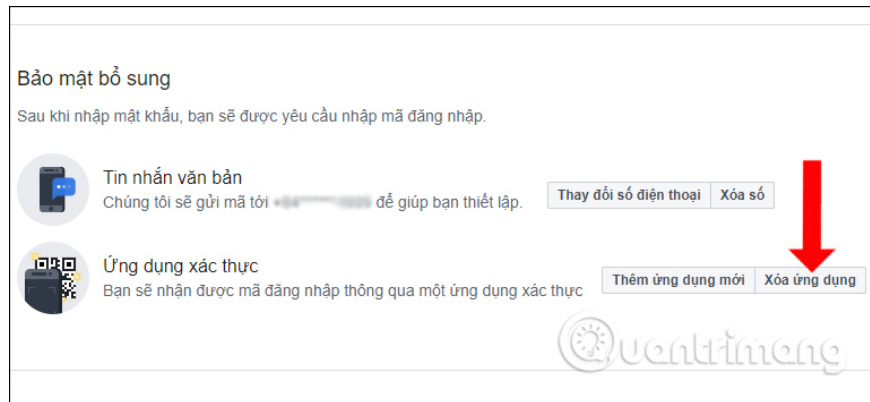 Bảo mật bổ sung
Sau khi nhập mật khẩu, bạn sẽ được yêu cầu nhập mã đăng nhập.
Tin nhắn văn bản
Chúng tôi sẽ gửi mã tới để giúp bạn thiết lập.
Thay đổi số điện thoại Xóa số
Ứng dụng xác thực
Bạn sẽ nhận được mã đăng nhập thông qua một ứng dụng xác thực
Thêm ứng dụng mới Xóa ứng dụng
Quantrimang